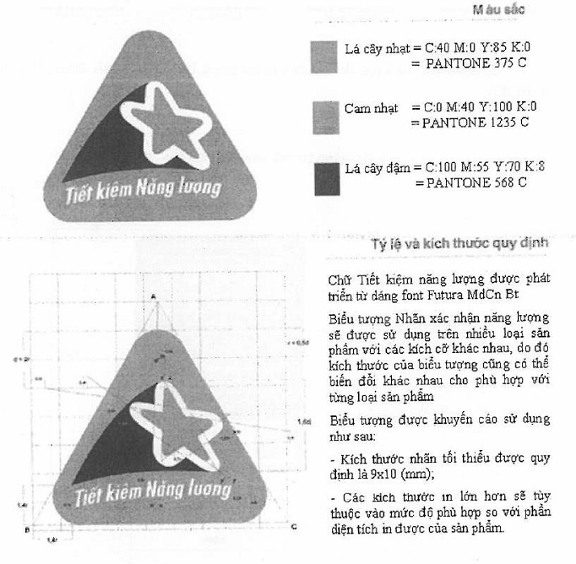 Màu sắc
Lá cây nhạt = C:40 M:0 Y:85 K:0
= PANTONE 375 C
Cam nhạt = C:0 M:40 Y:100 K:0
= PANTONE 1235 C
Lá cây đậm = C:100 M:55 Y:70 K:8
= PANTONE 568 C
Tiết kiệm Năng lượng
Tỷ lệ và kích thước quy định
Chữ Tiết kiệm năng lượng được phát
triển từ dáng font Futura MdCn Bt
Biểu tượng Nhãn xác nhận năng lượng
sẽ được sử dụng trên nhiều loại sản
phẩm với các kích cỡ khác nhau, do đó
kích thước của biểu tượng cũng có thể
biến đổi khác nhau cho phù hợp với
từng loại sản phẩm
Biểu tượng được khuyến cáo sử dụng
như sau:
- Kích thước nhãn tối thiểu được quy
định là 9x10 (mm);
- Các kích thước in lớn hơn sẽ tùy
thuộc vào mức độ phù hợp so với phần
diện tích in được của sản phẩm.
A
Tiết kiệm Năng lượng
1,4r
B
1,4r
C